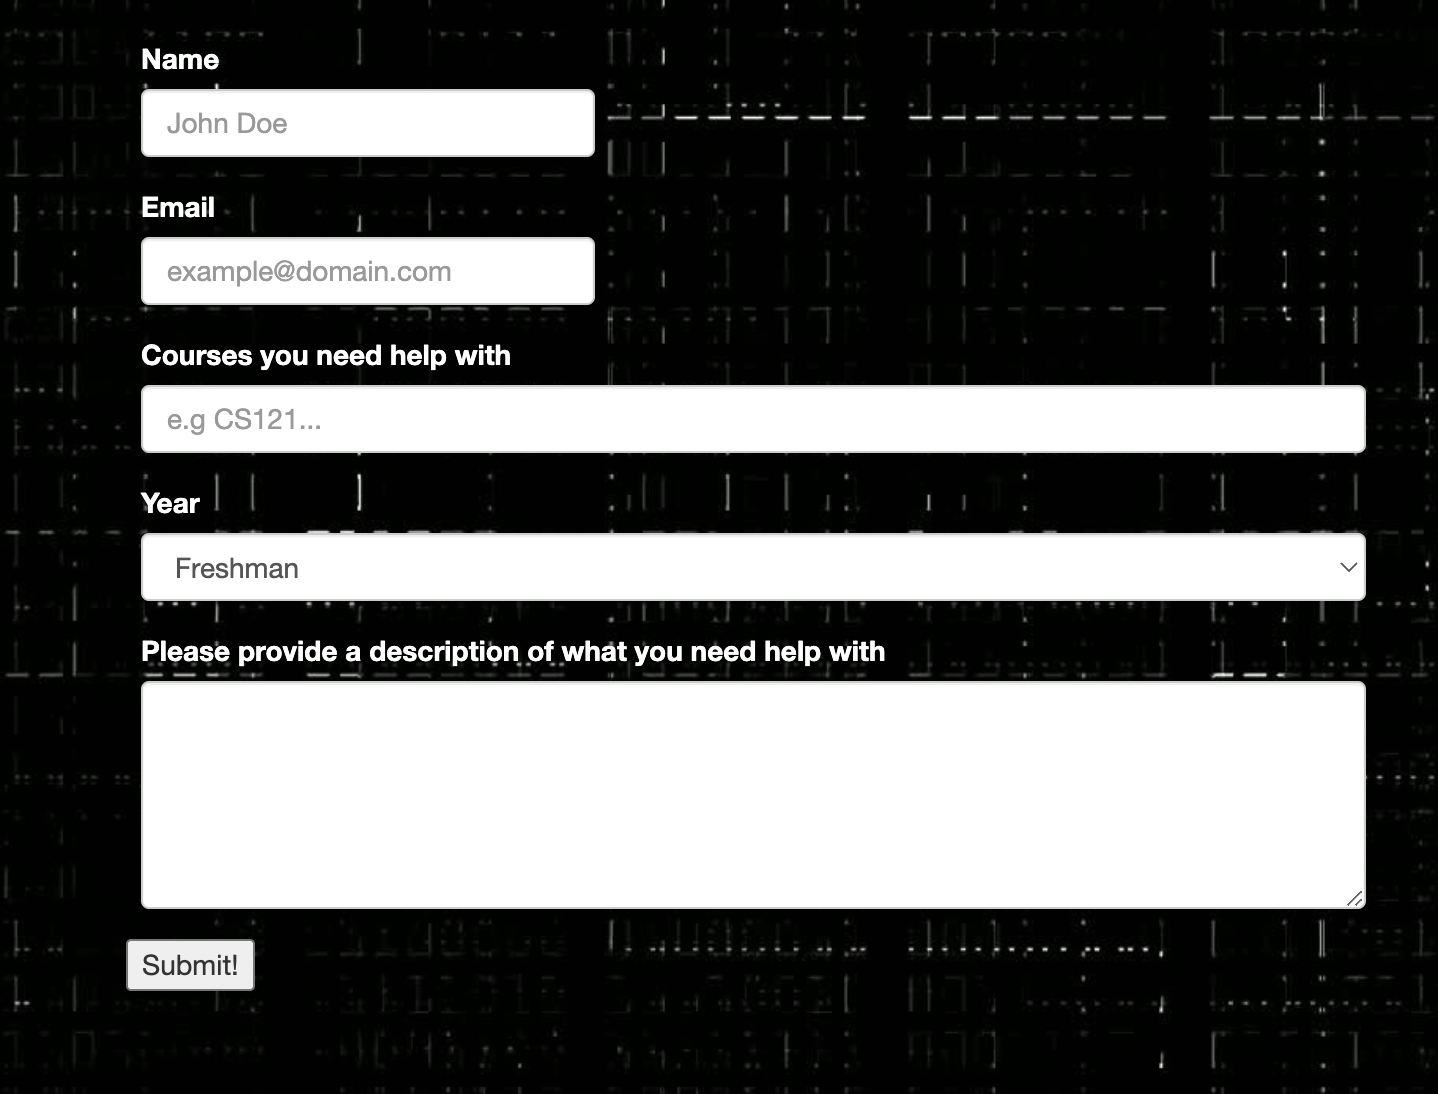 Name
John Doe
Email
example@domain.com
Courses you need help with
e.g CS121...
Year
Freshman
Please provide a description of what you need help with
Submit!